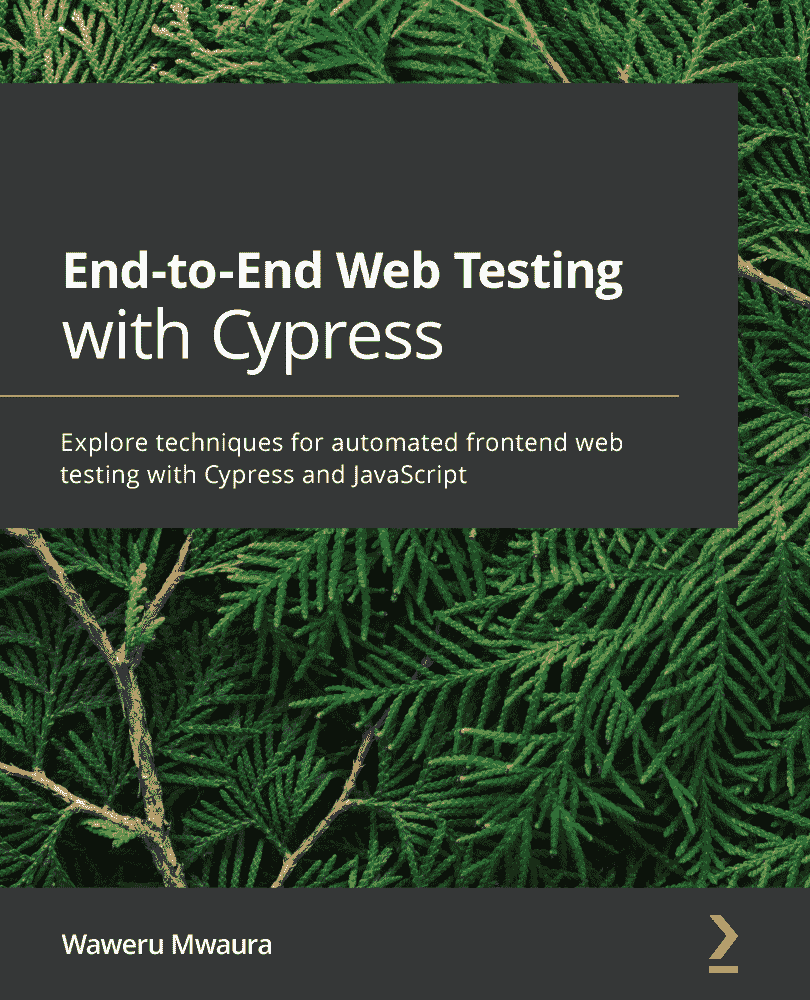 End-to-End Web Testing
with Cypress
Explore techniques for automated frontend web
testing with Cypress and JavaScript
Waweru Mwaura